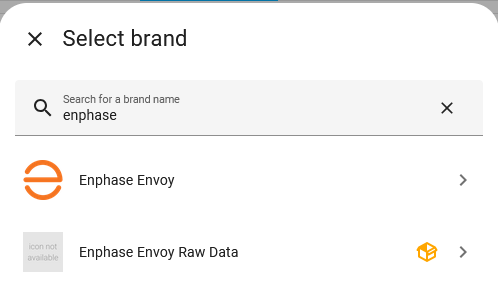 Select brand
Search for a brand name
enphase
Enphase Envoy
icon not
available
Enphase Envoy Raw Data